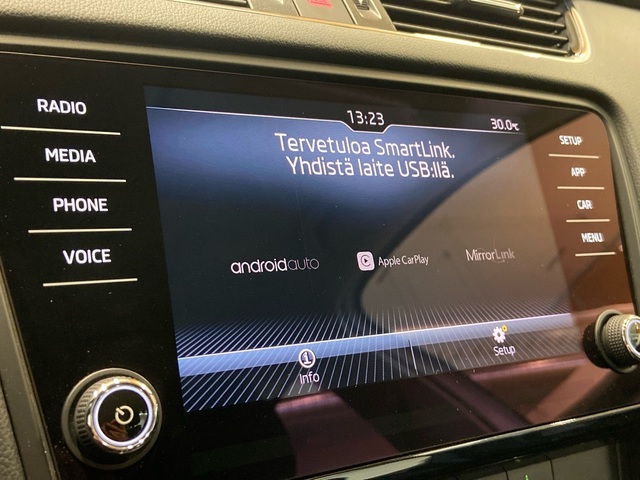 RADIO
MEDIA
PHONE
VOICE
13:23
30.0°C
Tervetuloa SmartLink.
Yhdistä laite USB:llä.
androidauto
Apple CarPlay
MirrorLink
Info
Setup
SETUP
APP
CAR
MENU